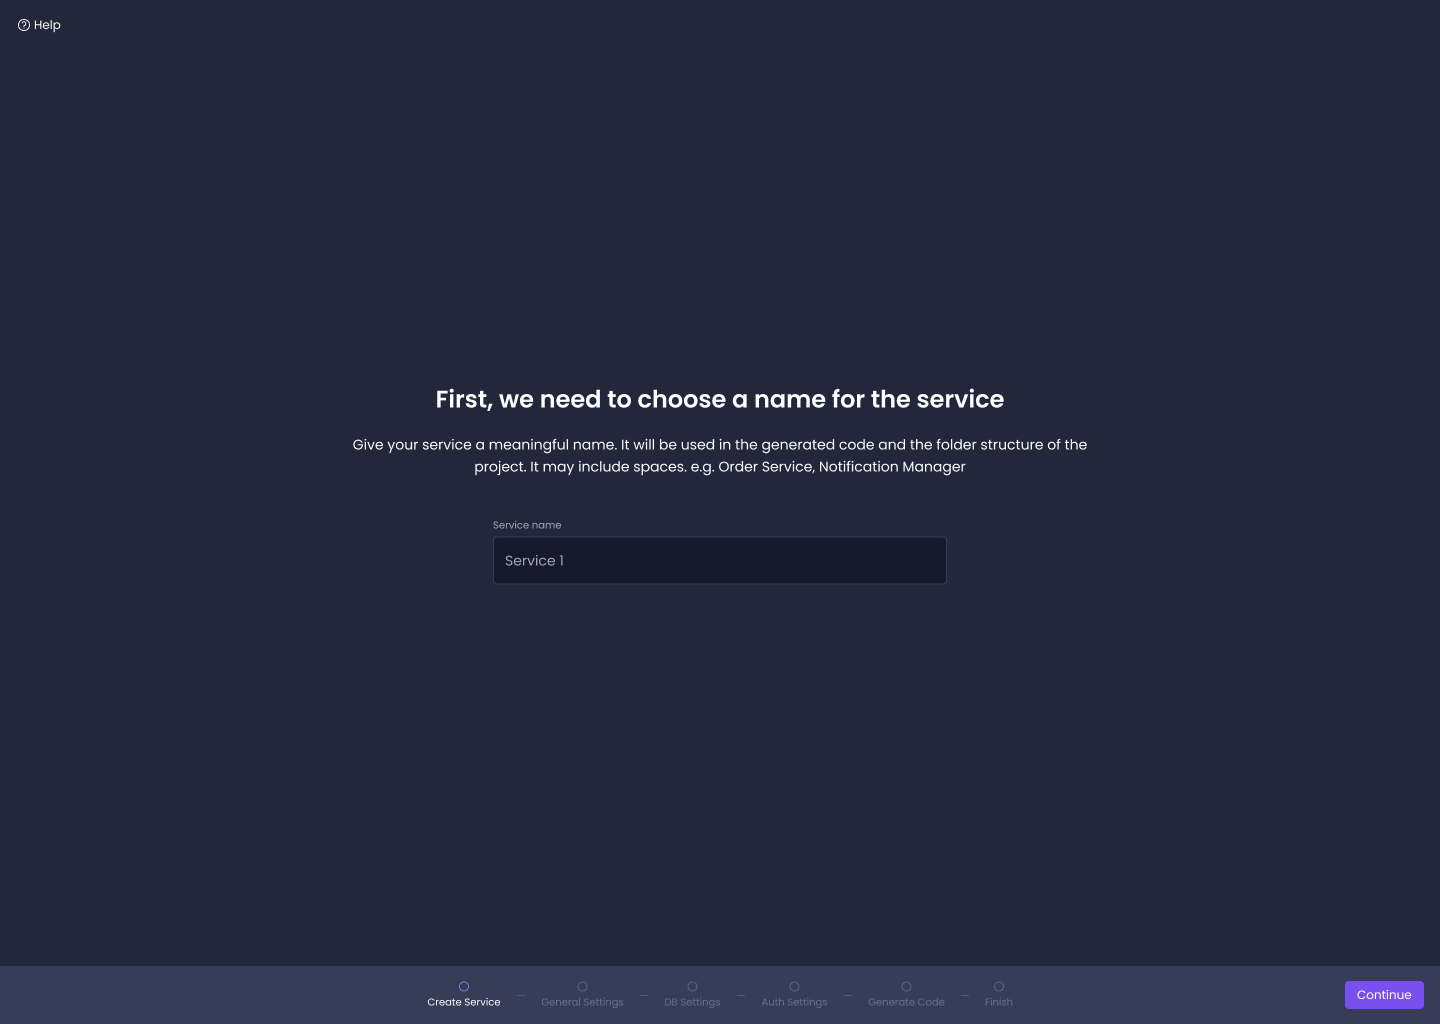 Help
First, we need to choose a name for the service
Give your service a meaningful name. It will be used in the generated code and the folder structure of the
project. It may include spaces. e.g. Order Service, Notification Manager
Service name
Service 1
Create Service
General Settings
DB Settings
Auth Settings
Generate Code
Finish
Continue